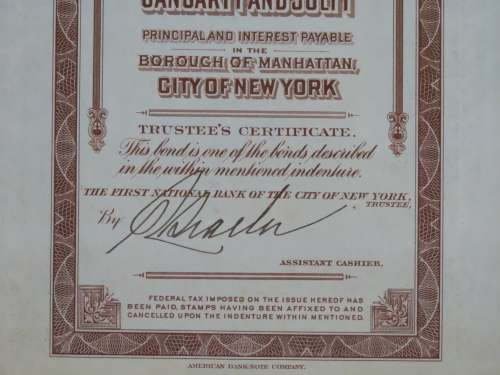 JANUARY 1 AND JULY 1
PRINCIPAL AND INTEREST PAYABLE
IN THE
BOROUGH OF MANHATTAN,
CITY OF NEW YORK
TRUSTEE'S CERTIFICATE.
This bond is one of the bonds described
in the within mentioned indenture.
THE FIRST NATIONAL BANK OF THE CITY OF NEW YORK,
TRUSTEE,
By
ASSISTANT CASHIER.
FEDERAL TAX IMPOSED ON THE ISSUE HEREOF HAS
BEEN PAID, STAMPS HAVING BEEN AFFIXED TO AND
CANCELLED UPON THE INDENTURE WITHIN MENTIONED.
AMERICAN BANK NOTE COMPANY.